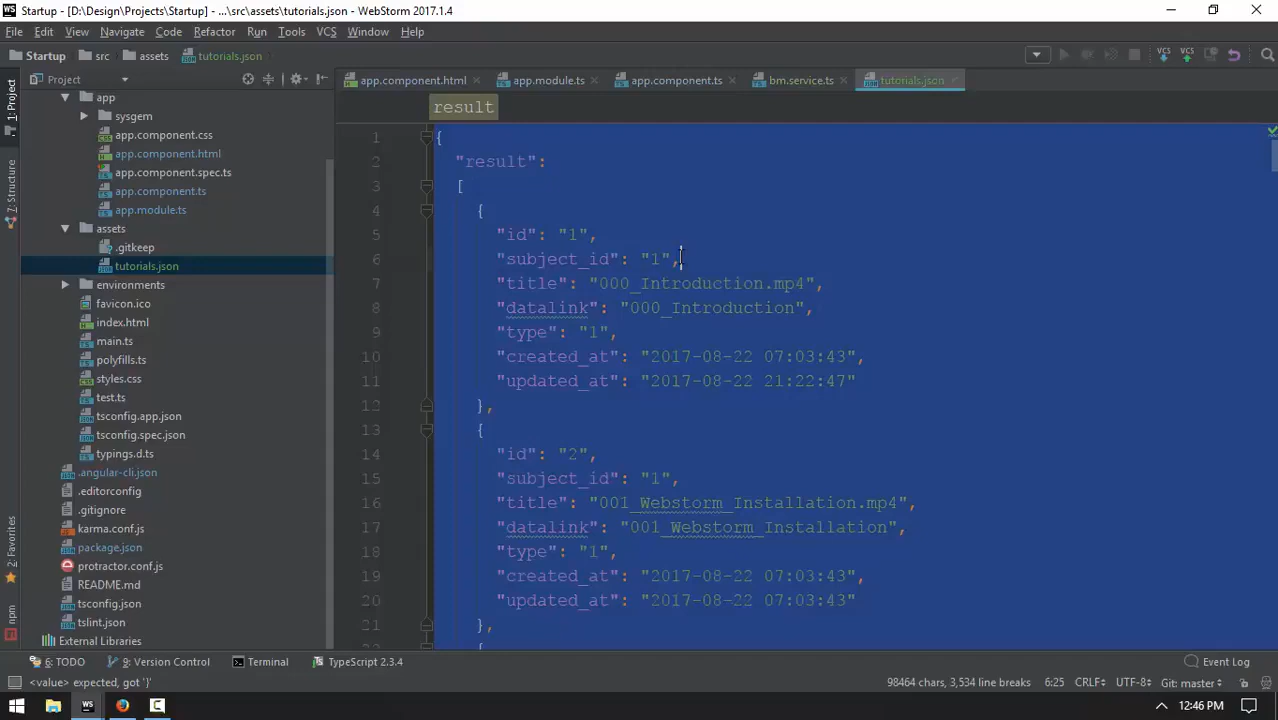 WS Startup - [D:\Design\Projects\Startup] - ...\src\assets\tutorials.json - WebStorm 2017.1.4
File Edit View Navigate Code Refactor Run Tools VCS Window Help
Startup src assets tutorials.json
VCS VCS
Project
app.component.html app.module.ts app.component.ts bm.service.ts tutorials.json
1: Project
Z: Structure
2: Favorites
npm
app
sysgem
app.component.css
app.component.html
app.component.spec.ts
app.component.ts
app.module.ts
assets
.gitkeep
tutorials.json
environments
favicon.ico
index.html
main.ts
polyfills.ts
styles.css
test.ts
tsconfig.app.json
tsconfig.spec.json
typings.d.ts
.angular-cli.json
.editorconfig
.gitignore
karma.conf.js
package.json
protractor.conf.js
README.md
tsconfig.json
tslint.json
External Libraries
result
1 {
2 "result":
3 [
4 {
5 "id": "1",
6 "subject_id": "1",
7 "title": "000_Introduction.mp4",
8 "datalink": "000_Introduction",
9 "type": "1",
10 "created_at": "2017-08-22 07:03:43",
11 "updated_at": "2017-08-22 21:22:47"
12 },
13 {
14 "id": "2",
15 "subject_id": "1",
16 "title": "001_Webstorm_Installation.mp4",
17 "datalink": "001_Webstorm_Installation",
18 "type": "1",
19 "created_at": "2017-08-22 07:03:43",
20 "updated_at": "2017-08-22 07:03:43"
21 },
6: TODO 9: Version Control Terminal TypeScript 2.3.4 Event Log
<value> expected, got '}' 98464 chars, 3,534 line breaks 6:25 CRLF UTF-8 Git: master
WS C 12:46 PM